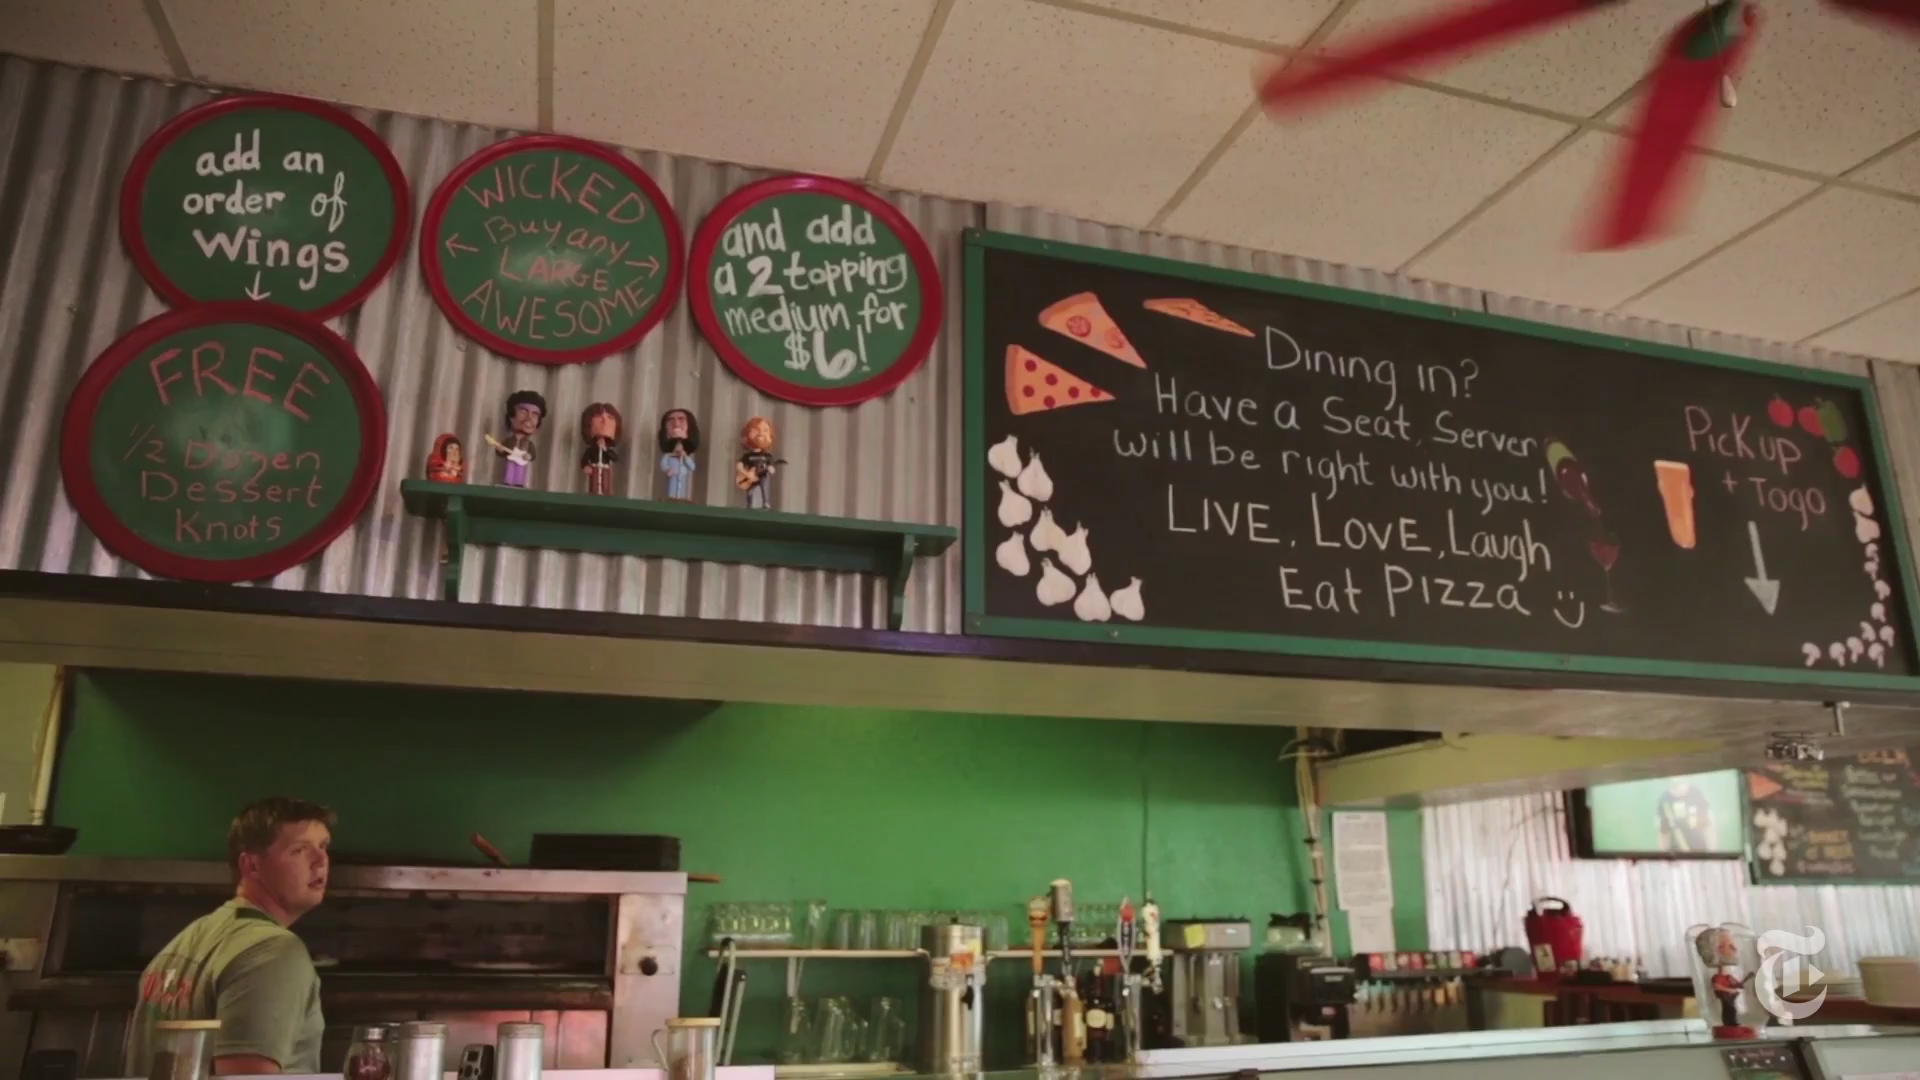 add an
order of
Wings
FREE
1/2 Dozen
Dessert
Knots
WICKED
Buy any
LARGE
AWESOME
and add
a 2 topping
medium for
$6!
Dining in?
Have a Seat, Server
will be right with you!
LIVE, LOVE, Laugh
Eat Pizza
PicKup
+ Togo
T